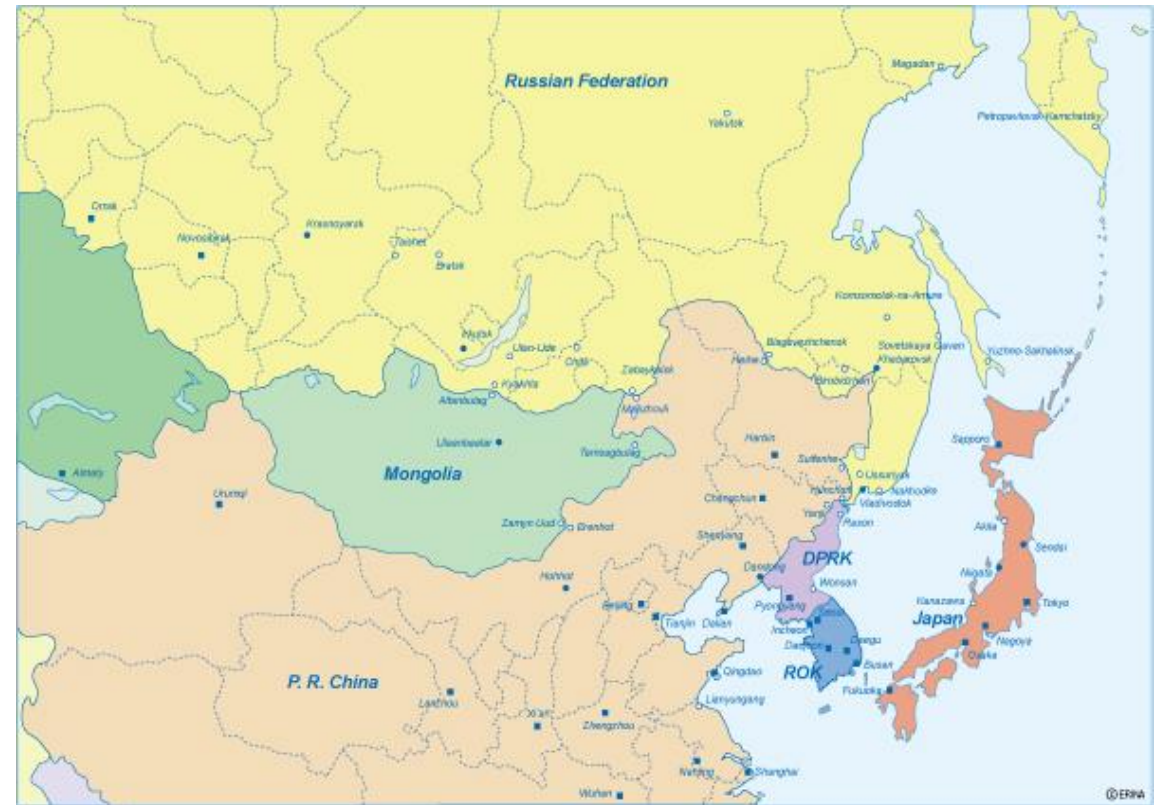 Magadan
Russian Federation
Yakutsk
Petropavlovsk-Kamchatsky
Omsk
Krasnoyarsk
Novosibirsk
Taishet
Bratsk
Komsomolsk-na-Amure
Irkutsk
Ulan-Ude
Chita
Blagoveshchensk
Sovetskaya Gavan
Heihe
Khabarovsk
Yuzhno-Sakhalinsk
Zabaykalsk
Birobidzhan
Kyakhta
Altanbulag
Manzhouli
Ulaanbaatar
Harbin
Sapporo
Tamsagbulag
Suifenhe
Mongolia
Almaty
Ussuriysk
Urumqi
Changchun
Hunchun
Nakhodka
Vladivostok
Yanji
Rason
Zamyn Uud
Erenhot
Akita
Shenyang
Sendai
DPRK
Dandong
Hohhot
Wonsan
Niigata
Pyongyang
Beijing
Kanazawa
Tokyo
Tianjin
Dalian
Seoul
Japan
Incheon
Daejeon
Daegu
Nagoya
Osaka
Qingdao
ROK
Busan
P. R. China
Fukuoka
Lanzhou
Lianyungang
Xi'an
Zhengzhou
Nanjing
Shanghai
Wuhan
© ERINA